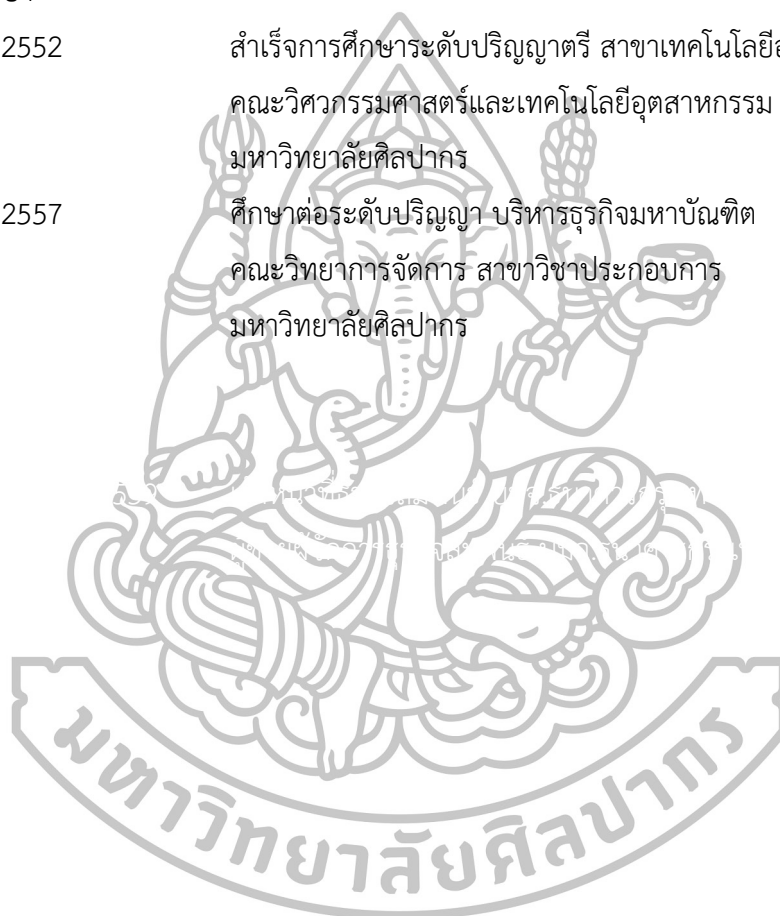 2552 สำเร็จการศึกษาระดับปริญญาตรี สาขาเทคโนโลยี
คณะวิศวกรรมศาสตร์และเทคโนโลยีอุตสาหกรรม
มหาวิทยาลัยศิลปากร
2557 ศึกษาต่อระดับปริญญา บริหารธุรกิจมหาบัณฑิต
คณะวิทยาการจัดการ สาขาวิชาประกอบการ
มหาวิทยาลัยศิลปากร
มหาวิทยาลัยศิลปากร